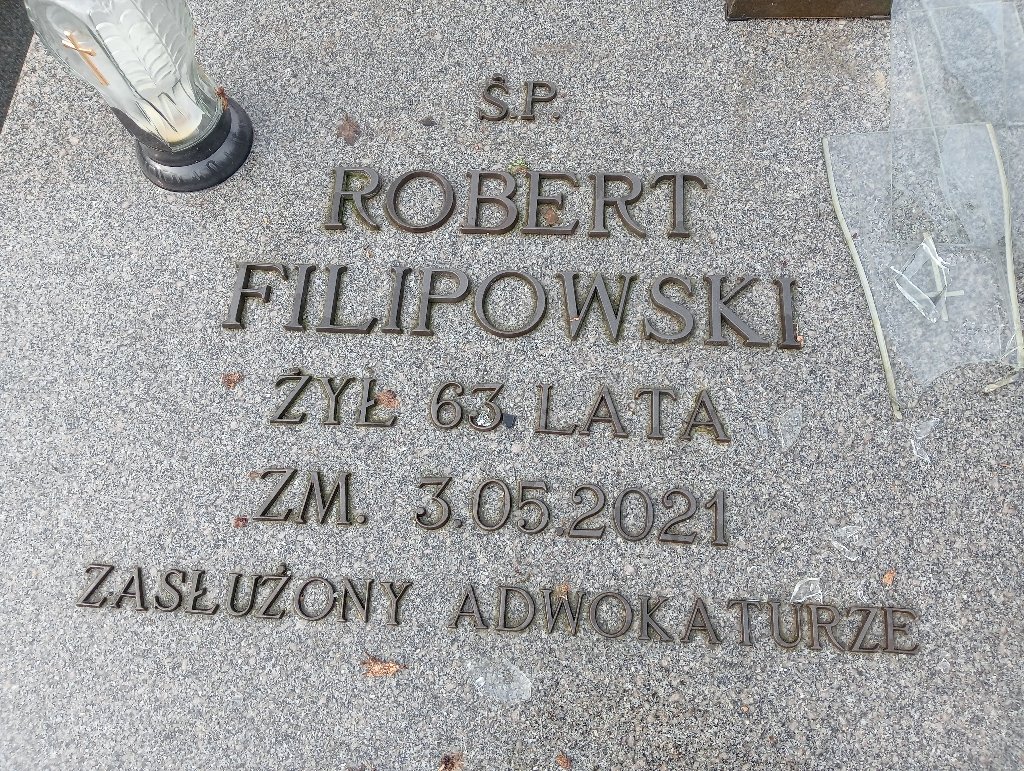 Ś.P.
ROBERT
FILIPOWSKI
ŻYŁ 63 LATA
ZM. 3.05.2021
ZASŁUŻONY ADWOKATURZE